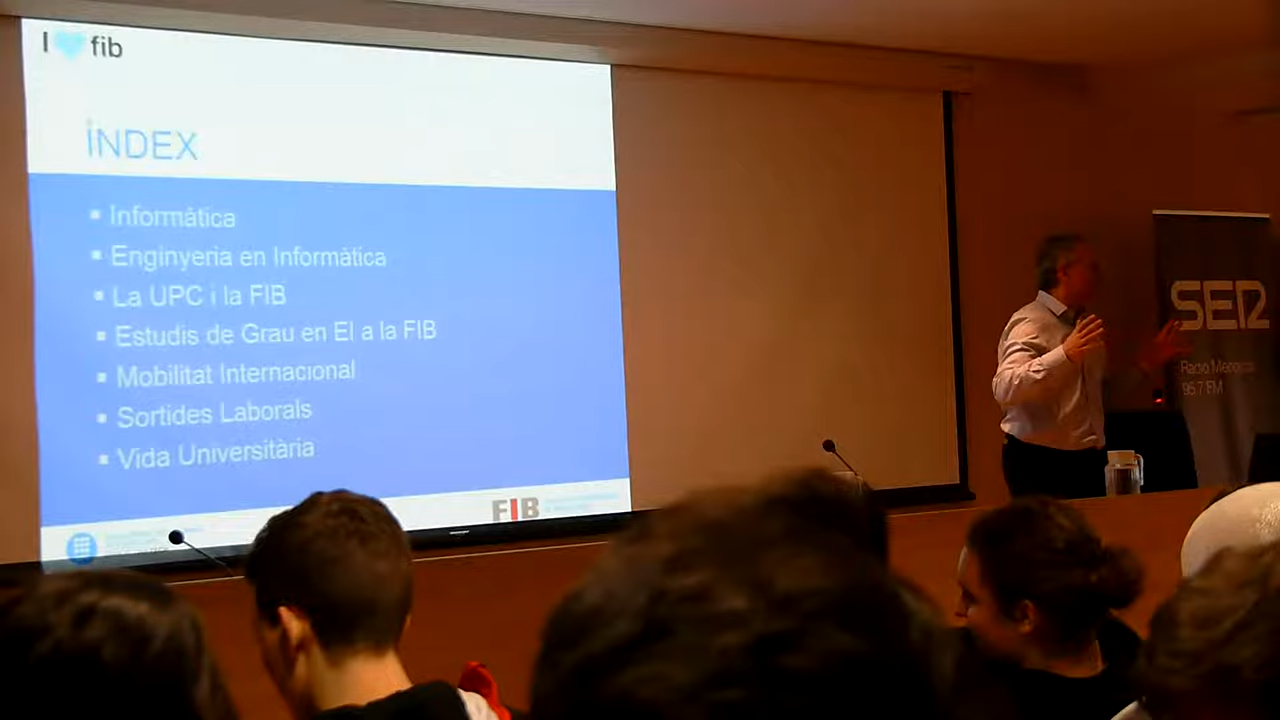 I fib
ÍNDEX
Informàtica
Enginyeria en Informàtica
La UPC i la FIB
Estudis de Grau en EI a la FIB
Mobilitat Internacional
Sortides Laborals
Vida Universitària
FIB
SER
Radio Menorca
95.7 FM